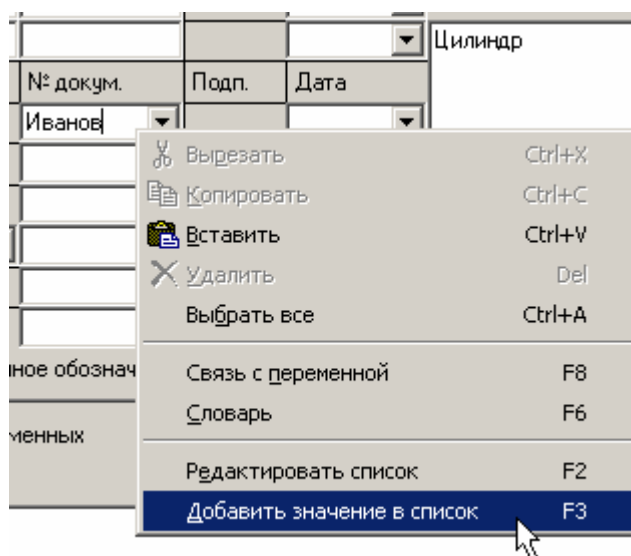 Цилиндр
№ докум. Подп. Дата
Иванов
Вырезать Ctrl+X
Копировать Ctrl+C
Вставить Ctrl+V
Удалить Del
Выбрать все Ctrl+A
ное обознач
Связь с переменной F8
Словарь F6
менных
Редактировать список F2
Добавить значение в список F3